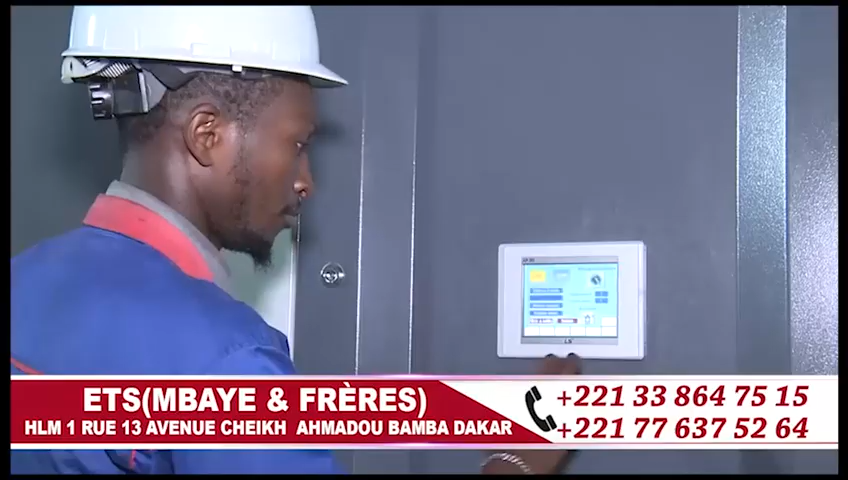 LS
ETS(MBAYE & FRÈRES)
HLM 1 RUE 13 AVENUE CHEIKH AHMADOU BAMBA DAKAR
+221 33 864 75 15
+221 77 637 52 64